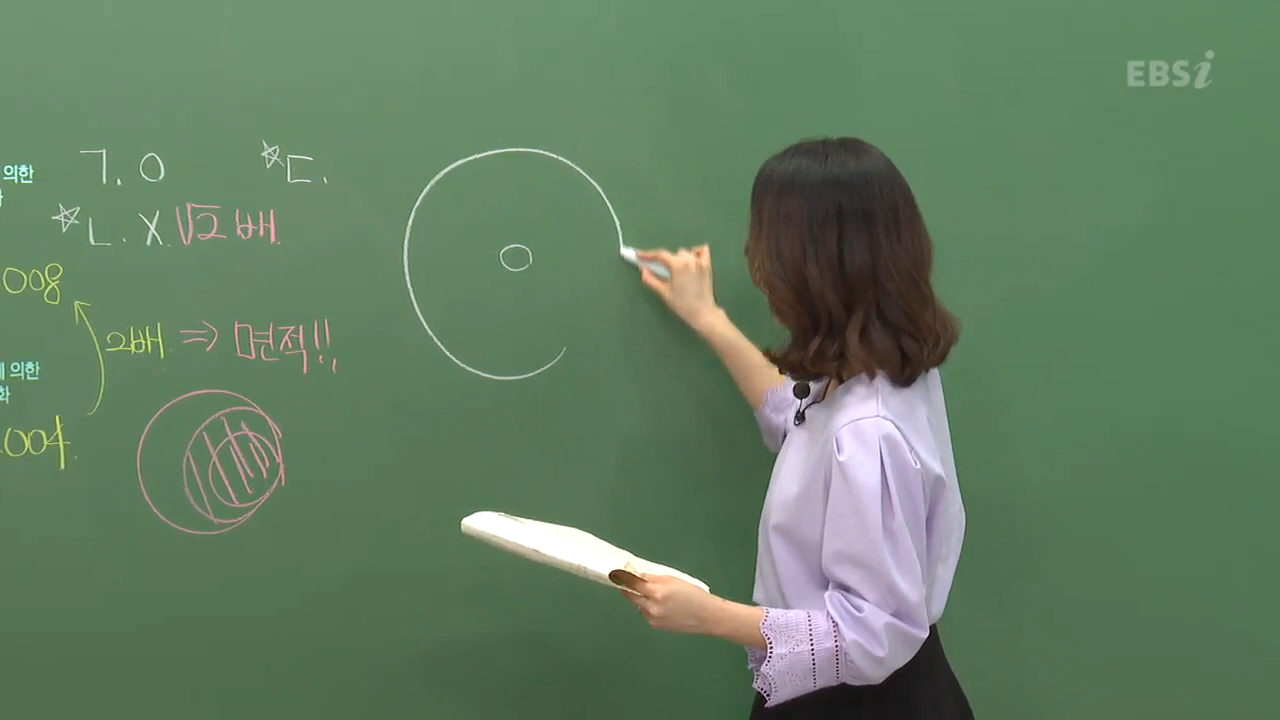 EBSi
의한
ㄱ. O
☆ㄷ.
☆ㄴ. X √2배.
008
2배 ⇒ 면적!!
의한
화
.004